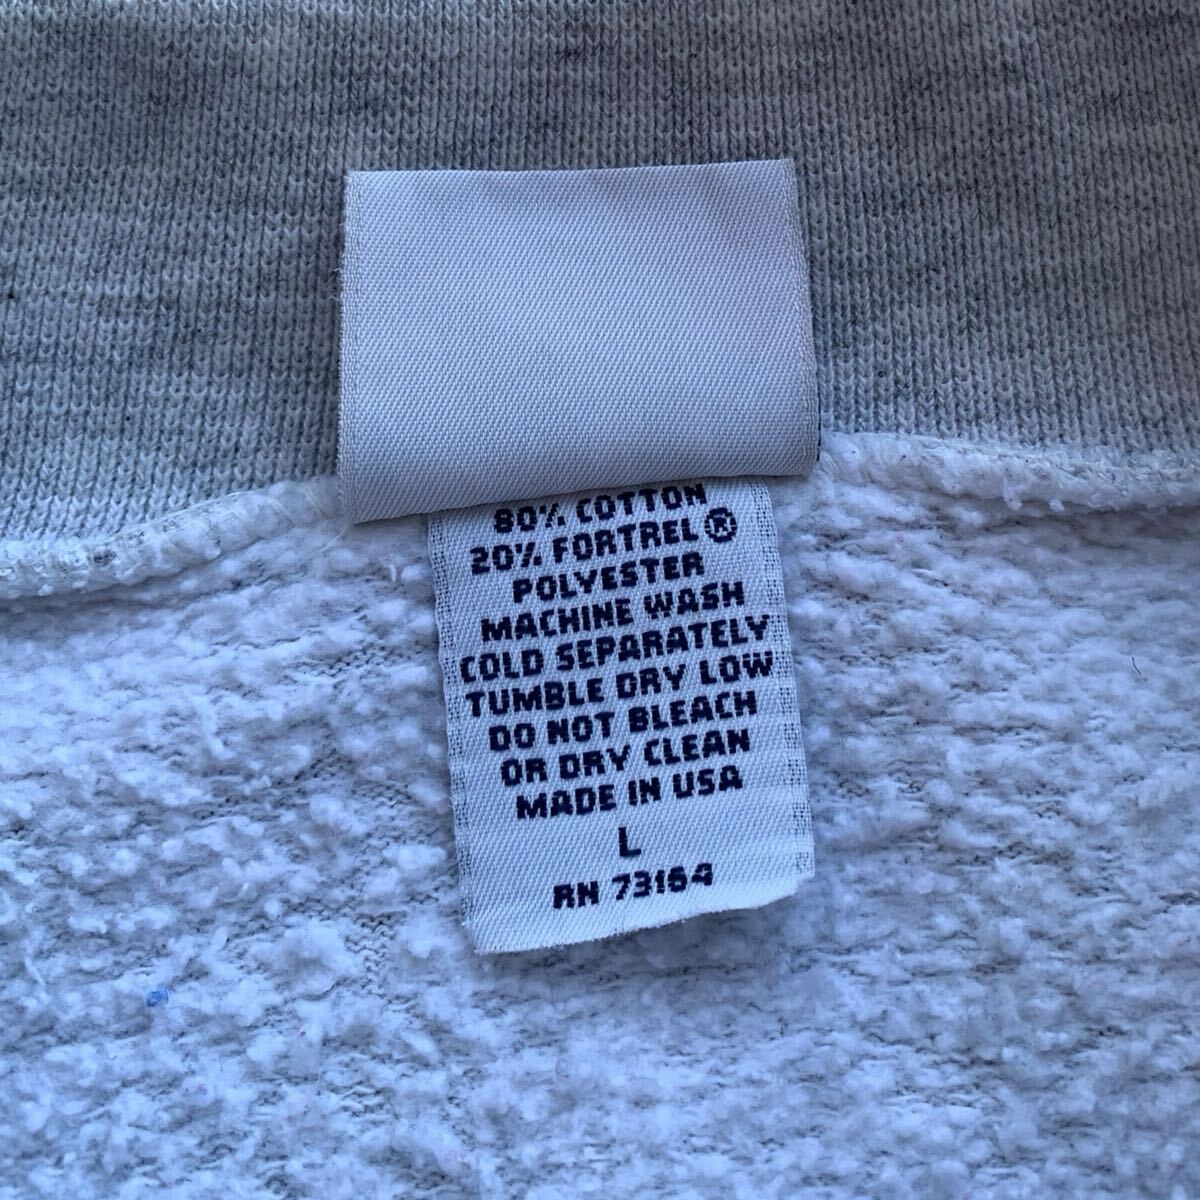 80% COTTON
20% FORTREL®
POLYESTER
MACHINE WASH
COLD SEPARATELY
TUMBLE DRY LOW
DO NOT BLEACH
OR DRY CLEAN
MADE IN USA
L
RN 73164